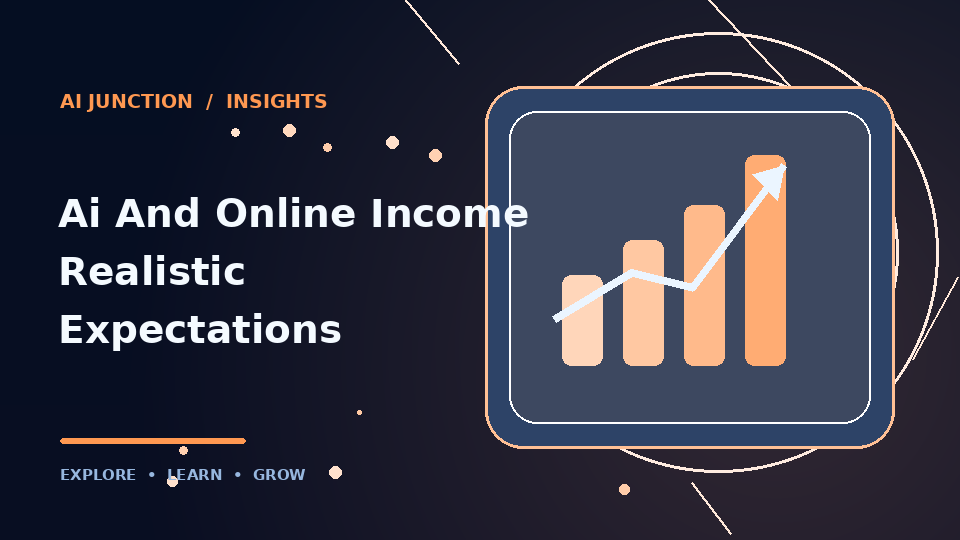 AI JUNCTION / INSIGHTS
Ai And Online Income
Realistic
Expectations
EXPLORE • LEARN • GROW